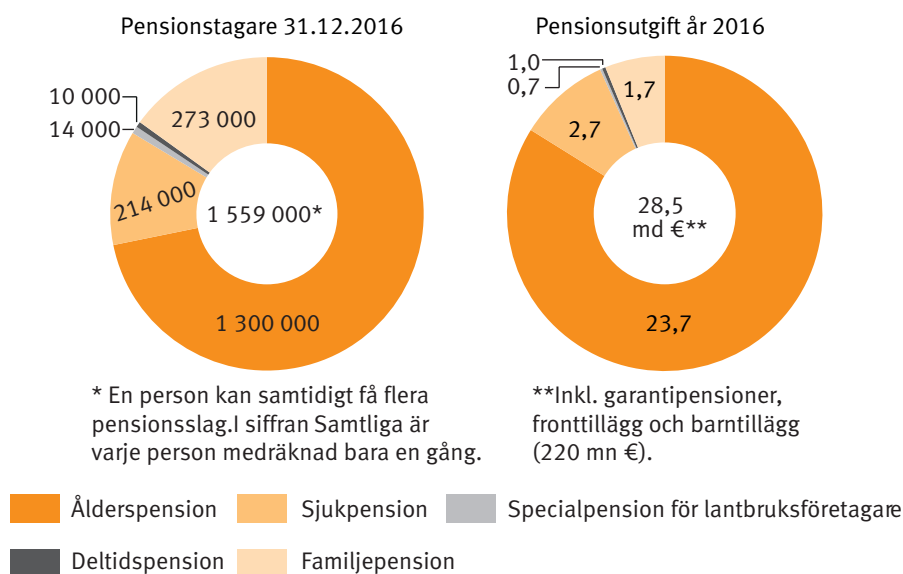 Pensionstagare 31.12.2016
10 000
14 000
273 000
214 000
1 559 000*
1 300 000
* En person kan samtidigt få flera
pensionsslag.I siffran Samtliga är
varje person medräknad bara en gång.
Pensionsutgift år 2016
1,0
0,7
1,7
2,7
28,5
md €**
23,7
**Inkl. garantipensioner,
fronttillägg och barntillägg
(220 mn €).
Ålderspension
Sjukpension
Specialpension för lantbruksföretagare
Deltidspension
Familjepension